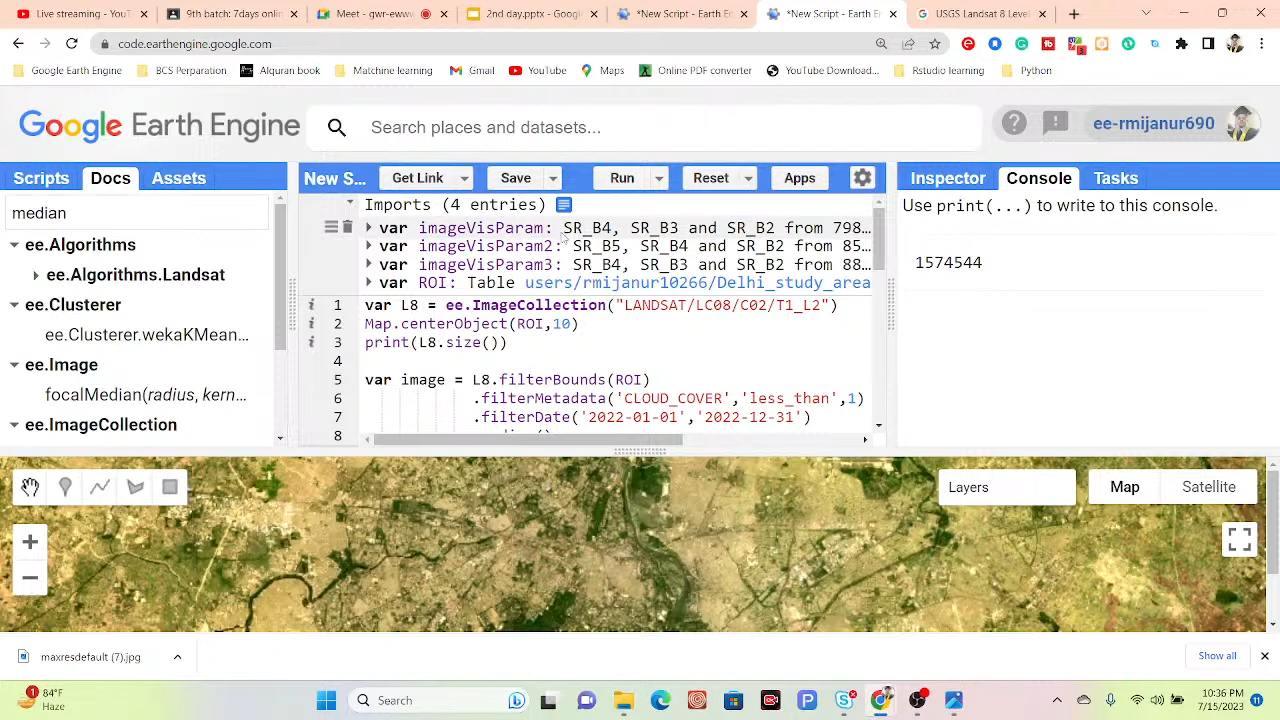 (1) live streaming - YouT
9th batch: 7days onlin
Meet - gwr-eww
2nd day.pptx - Google
*New Script - Earth En
*New Script - Earth En
USGS Landsat 8 Level
code.earthengine.google.com
Google Earth Engine
BCS Perparation
Alquran book
Matchine learning
Gmail
YouTube
Maps
Online PDF converter
YouTube Download...
Rstudio learning
Python
Google Earth Engine
Search places and datasets...
ee-rmijanur690
Scripts
Docs
Assets
New S...
Get Link
Save
Run
Reset
Apps
Inspector
Console
Tasks
median
ee.Algorithms
ee.Algorithms.Landsat
ee.Clusterer
ee.Clusterer.wekaKMean...
ee.Image
focalMedian(radius, kern...
ee.ImageCollection
Imports (4 entries)
var imageVisParam: SR_B4, SR_B3 and SR_B2 from 798...
var imageVisParam2: SR_B5, SR_B4 and SR_B2 from 85...
var imageVisParam3: SR_B4, SR_B3 and SR_B2 from 88...
var ROI: Table users/rmijanur10266/Delhi_study_area
1 var L8 = ee.ImageCollection("LANDSAT/LC08/C02/T1_L2")
2 Map.centerObject(ROI,10)
3 print(L8.size())
4
5 var image = L8.filterBounds(ROI)
6 .filterMetadata('CLOUD_COVER','less_than',1)
7 .filterDate('2022-01-01','2022-12-31')
8
Use print(...) to write to this console.
1574544
Layers
Map
Satellite
maxresdefault (7).jpg
Show all
1
84°F
Haze
Search
10:36 PM
7/15/2023
11